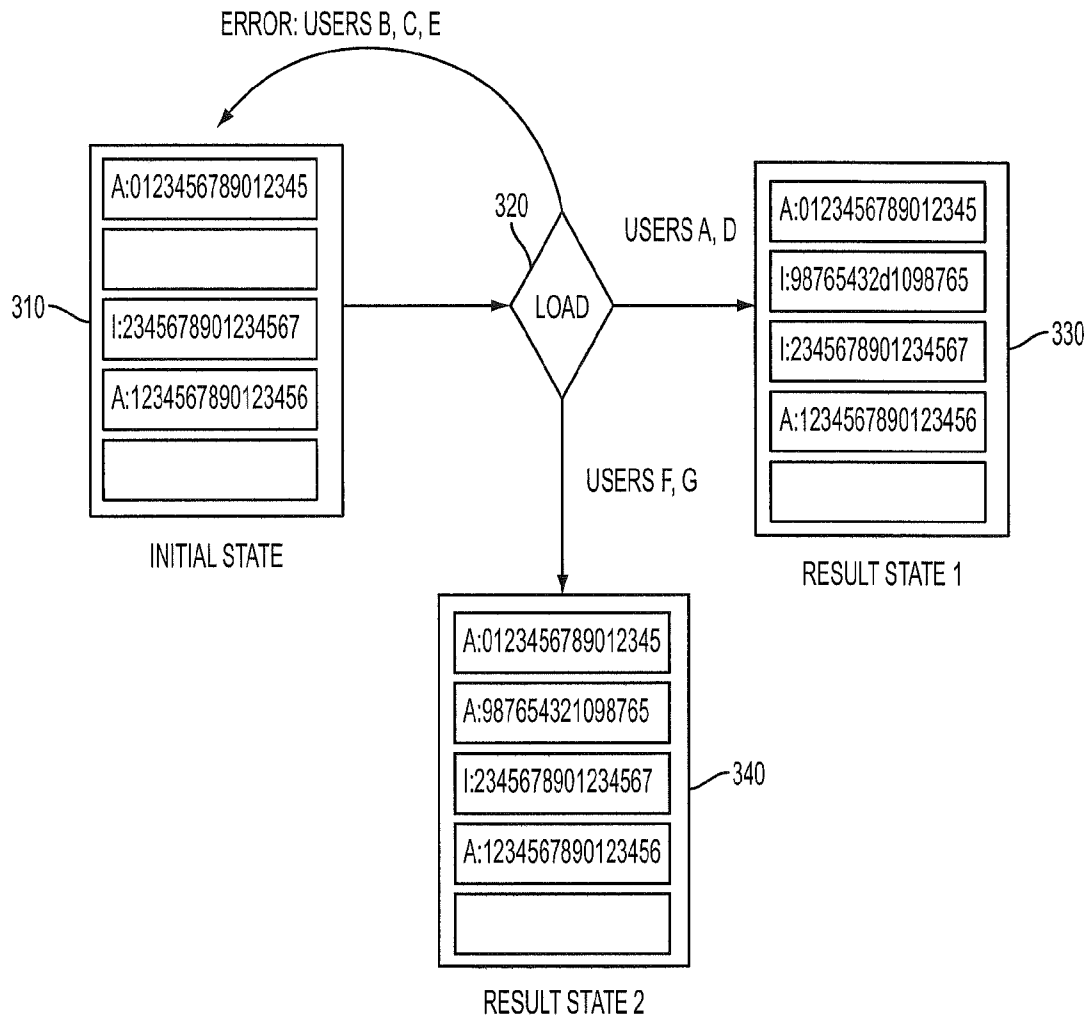 ERROR: USERS B, C, E
A:0123456789012345
I:2345678901234567
A:1234567890123456
310
INITIAL STATE
320
LOAD
USERS A, D
A:0123456789012345
I:98765432d1098765
I:2345678901234567
A:1234567890123456
330
RESULT STATE 1
USERS F, G
A:0123456789012345
A:987654321098765
I:2345678901234567
A:1234567890123456
340
RESULT STATE 2